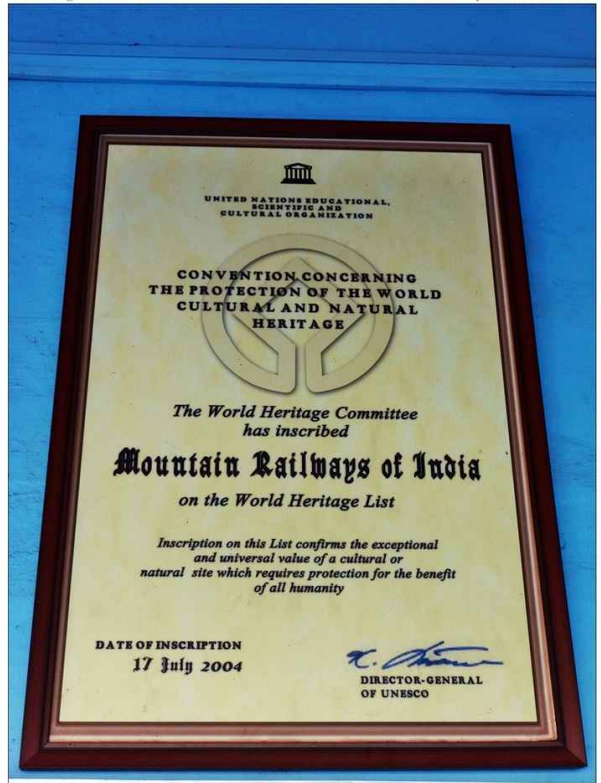 UNITED NATIONS EDUCATIONAL,
SCIENTIFIC AND
CULTURAL ORGANIZATION
CONVENTION CONCERNING
THE PROTECTION OF THE WORLD
CULTURAL AND NATURAL
HERITAGE
The World Heritage Committee
has inscribed
Mountain Railways of India
on the World Heritage List
Inscription on this List confirms the exceptional
and universal value of a cultural or
natural site which requires protection for the benefit
of all humanity
DATE OF INSCRIPTION
17 July 2004
DIRECTOR-GENERAL
OF UNESCO